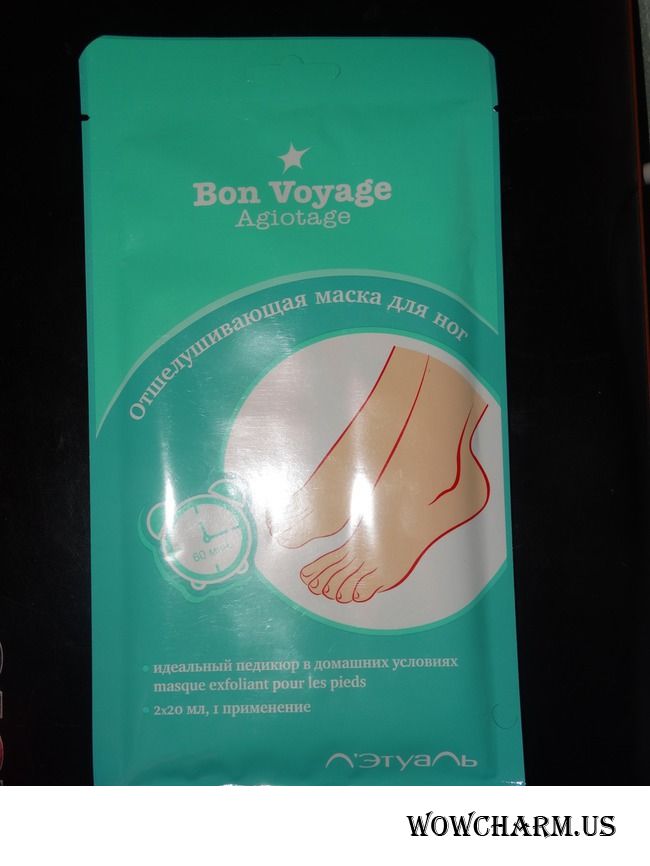 Bon Voyage
Agiotage
Отшелушивающая маска для ног
60 мин.
идеальный педикюр в домашних условиях
masque exfoliant pour les pieds
2x20 мл, 1 применение
Л'Этуаль
WOWCHARM.US